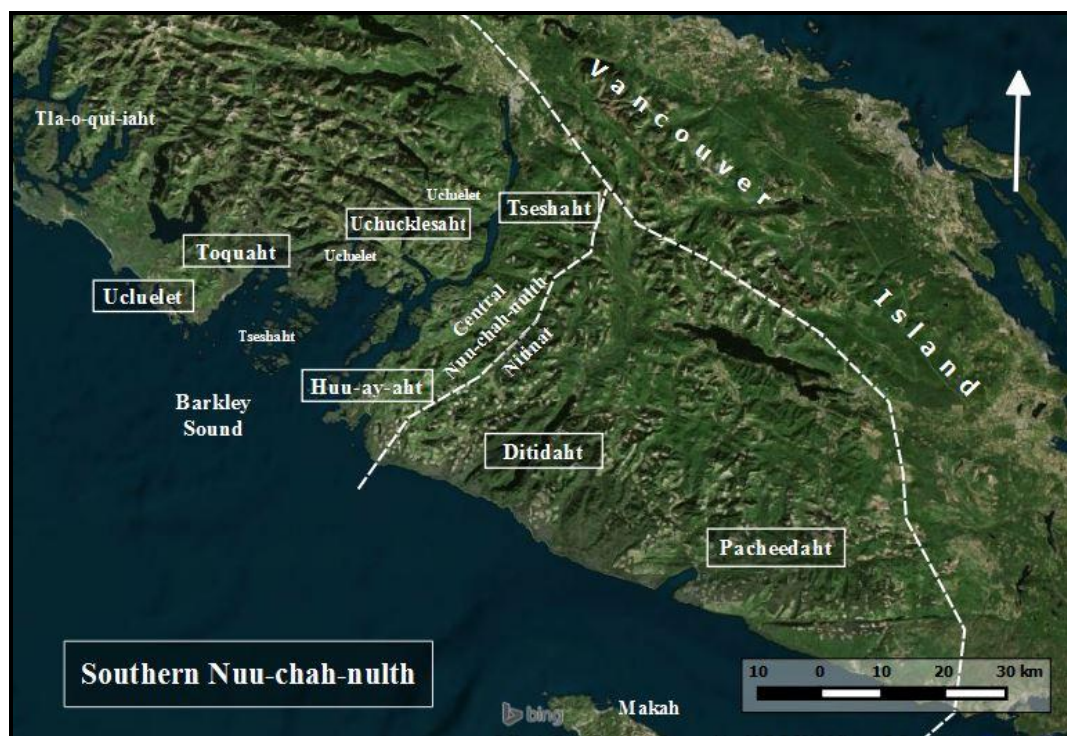 Vancouver
Island
Tla-o-qui-iaht
Ucluelet
Tseshaht
Uchucklesaht
Toquaht
Ucluelet
Ucluelet
Tseshaht
Central
Nuu-chah-nulth
Nitinat
Huu-ay-aht
Barkley
Sound
Ditidaht
Pacheedaht
Southern Nuu-chah-nulth
10 0 10 20 30 km
Makah
bing